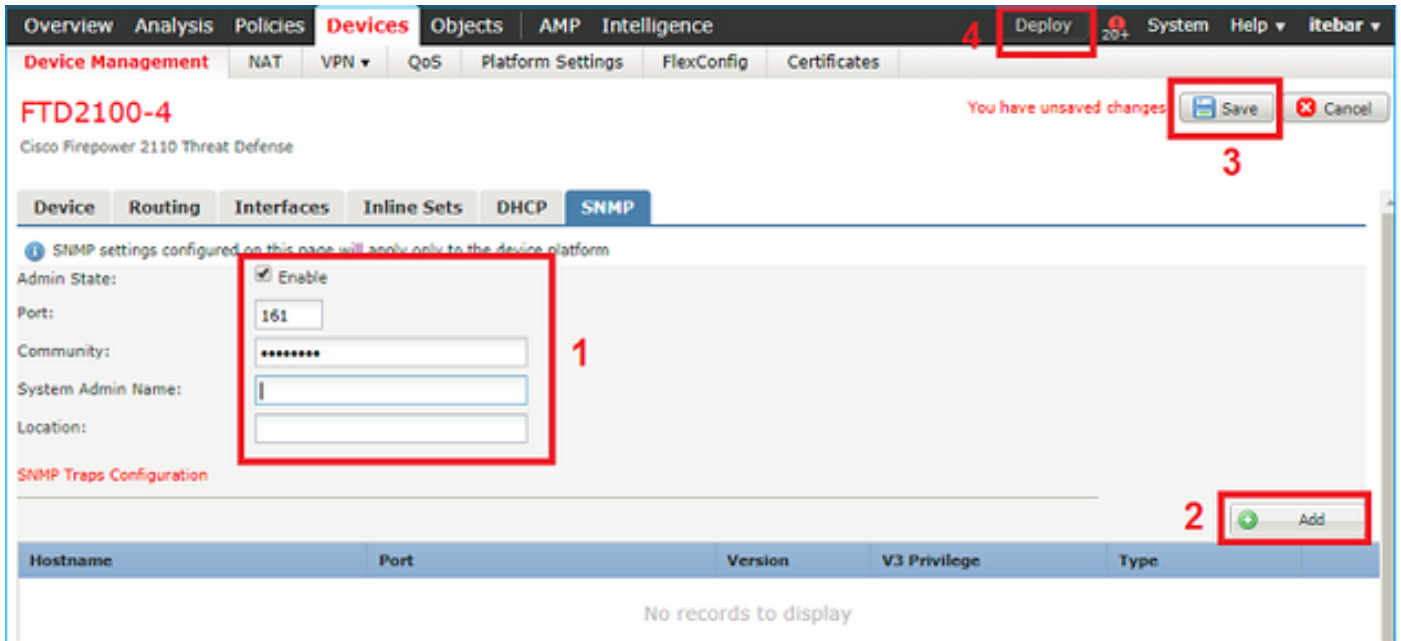 Overview Analysis Policies Devices Objects AMP Intelligence 4 Deploy 20+ System Help ▾ itebar ▾
Device Management NAT VPN ▾ QoS Platform Settings FlexConfig Certificates
FTD2100-4
You have unsaved changes Save Cancel
Cisco Firepower 2110 Threat Defense
3
Device Routing Interfaces Inline Sets DHCP SNMP
SNMP settings configured on this page will apply only to the device platform
Admin State: Enable
Port: 161
Community: ••••••••
1
System Admin Name:
Location:
SNMP Traps Configuration
2 Add
Hostname Port Version V3 Privilege Type
No records to display